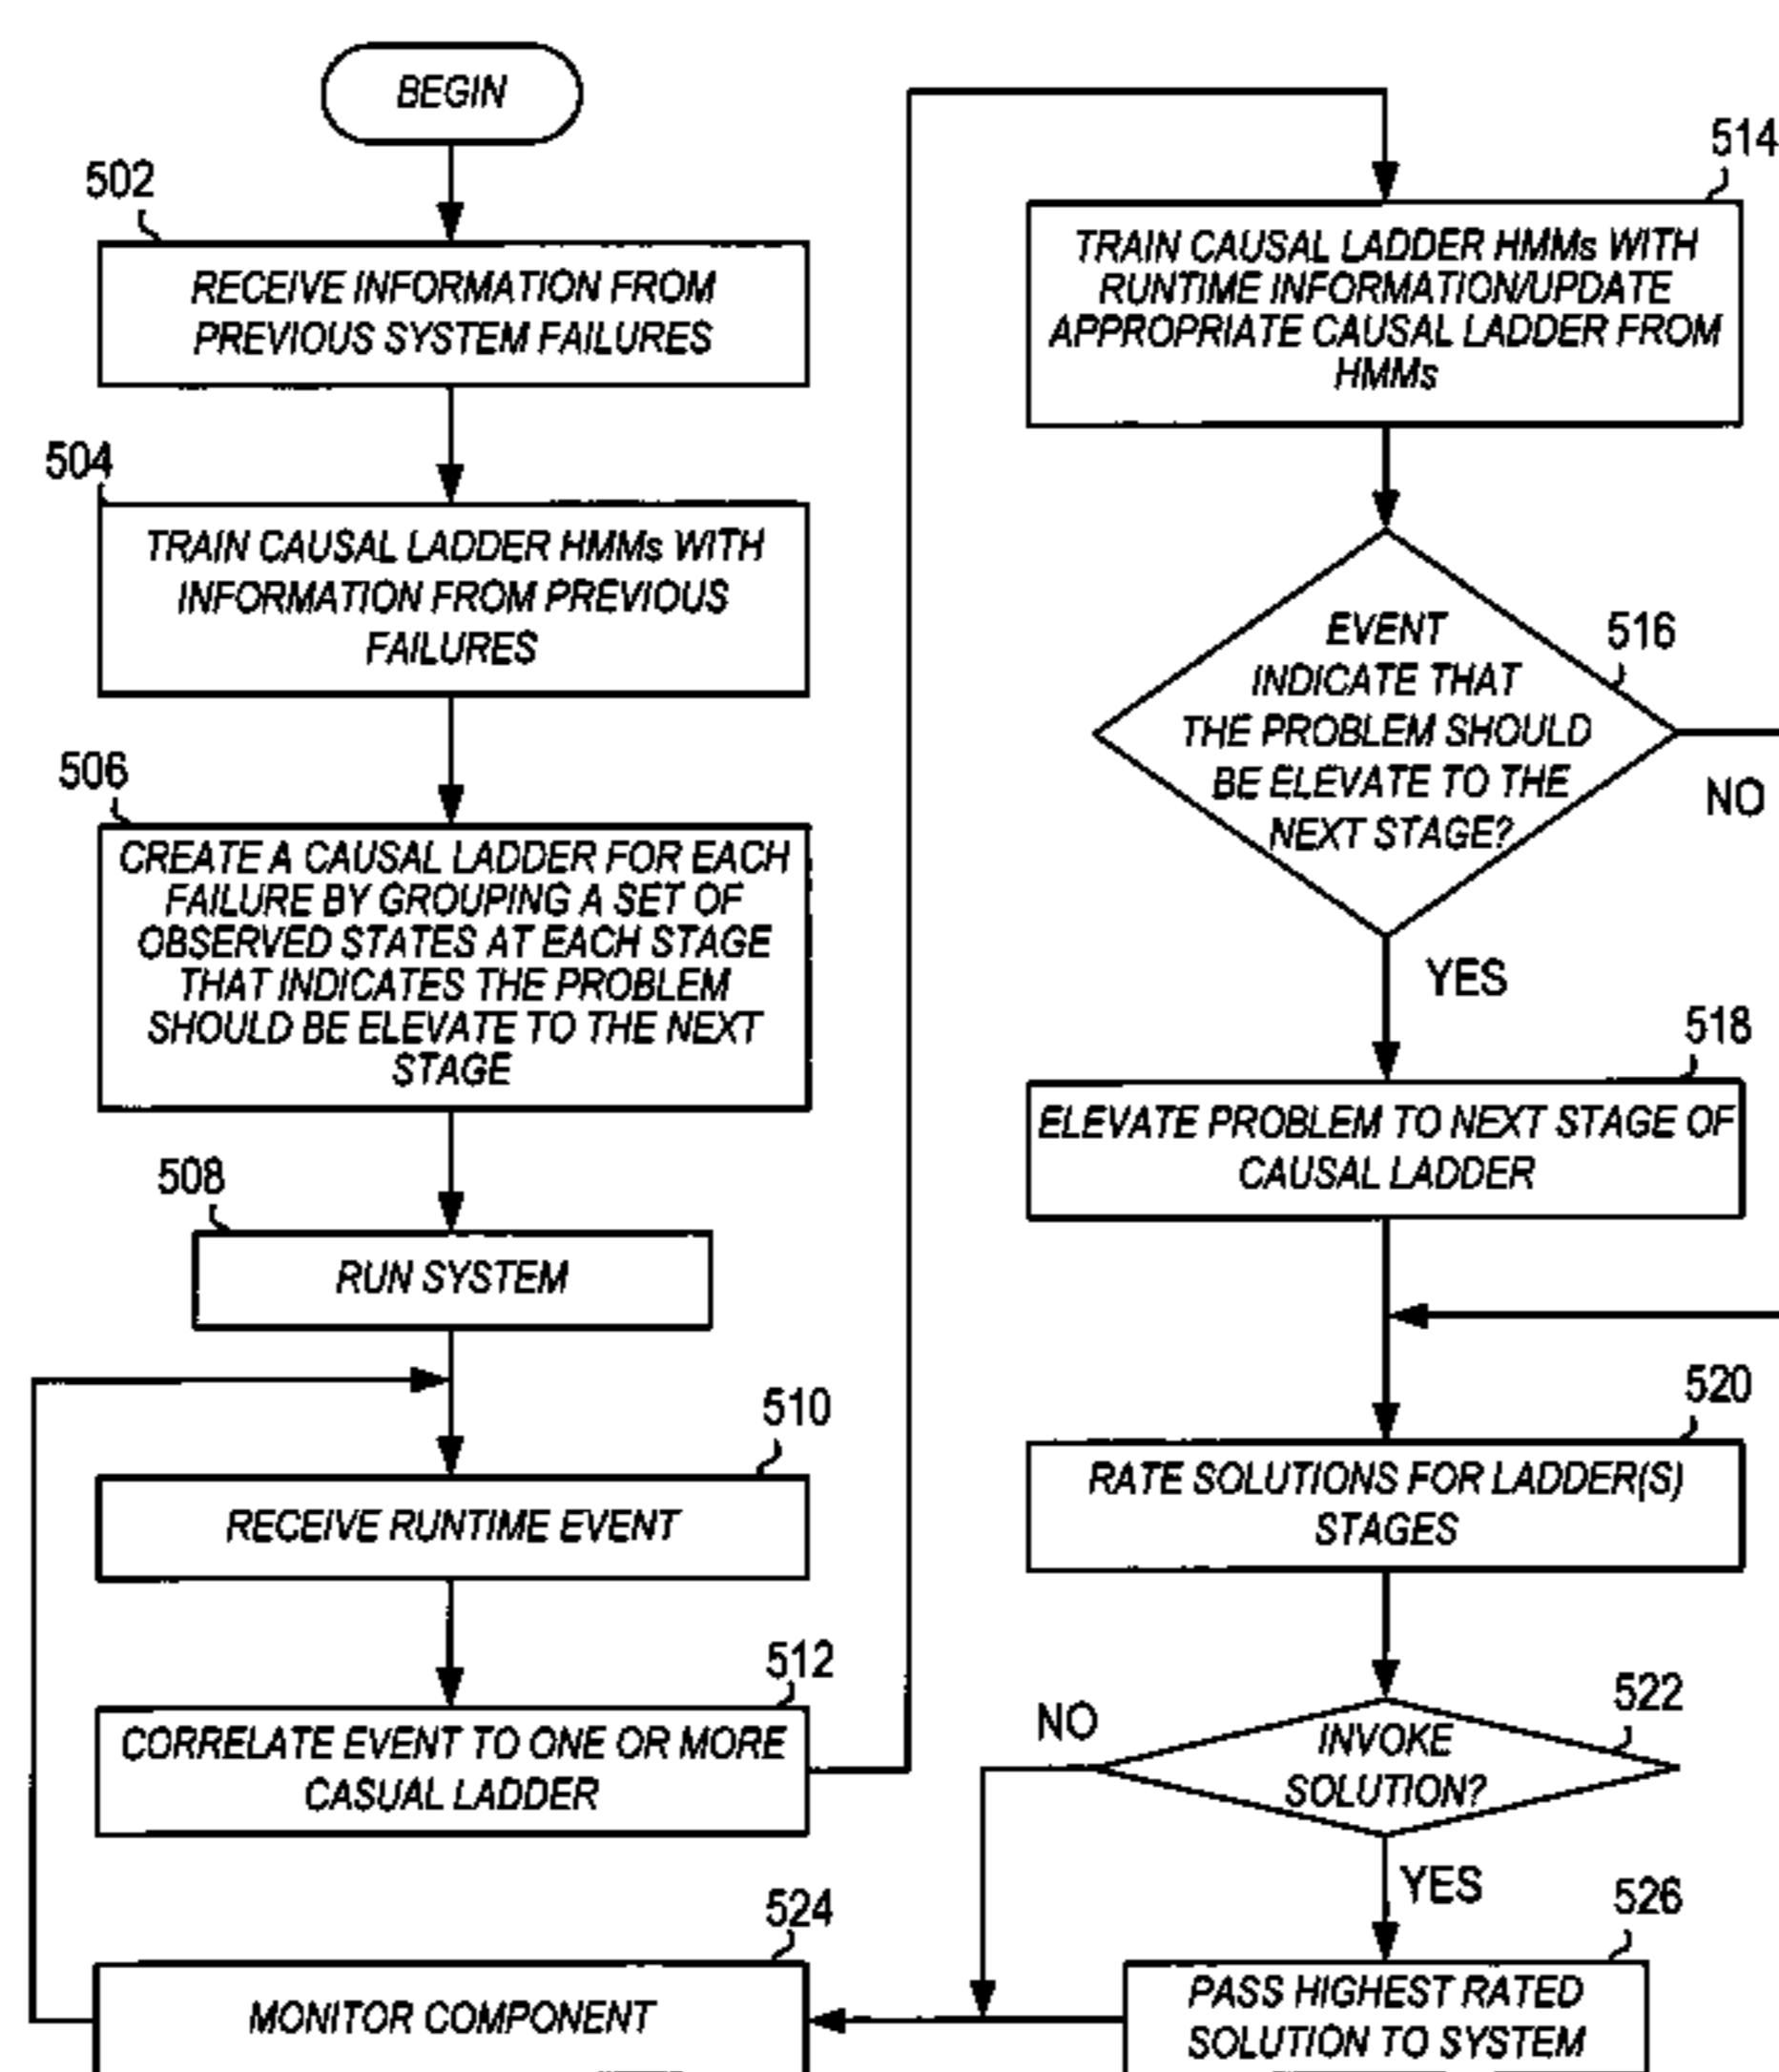 BEGIN
502
RECEIVE INFORMATION FROM
PREVIOUS SYSTEM FAILURES
504
TRAIN CAUSAL LADDER HMMs WITH
INFORMATION FROM PREVIOUS
FAILURES
506
CREATE A CAUSAL LADDER FOR EACH
FAILURE BY GROUPING A SET OF
OBSERVED STATES AT EACH STAGE
THAT INDICATES THE PROBLEM
SHOULD BE ELEVATE TO THE NEXT
STAGE
508
RUN SYSTEM
510
RECEIVE RUNTIME EVENT
512
CORRELATE EVENT TO ONE OR MORE
CASUAL LADDER
514
TRAIN CAUSAL LADDER HMMs WITH
RUNTIME INFORMATION/UPDATE
APPROPRIATE CAUSAL LADDER FROM
HMMs
516
EVENT
INDICATE THAT
THE PROBLEM SHOULD
BE ELEVATE TO THE
NEXT STAGE?
NO
YES
518
ELEVATE PROBLEM TO NEXT STAGE OF
CAUSAL LADDER
520
RATE SOLUTIONS FOR LADDER(S)
STAGES
522
INVOKE
SOLUTION?
NO
YES
526
PASS HIGHEST RATED
SOLUTION TO SYSTEM
524
MONITOR COMPONENT